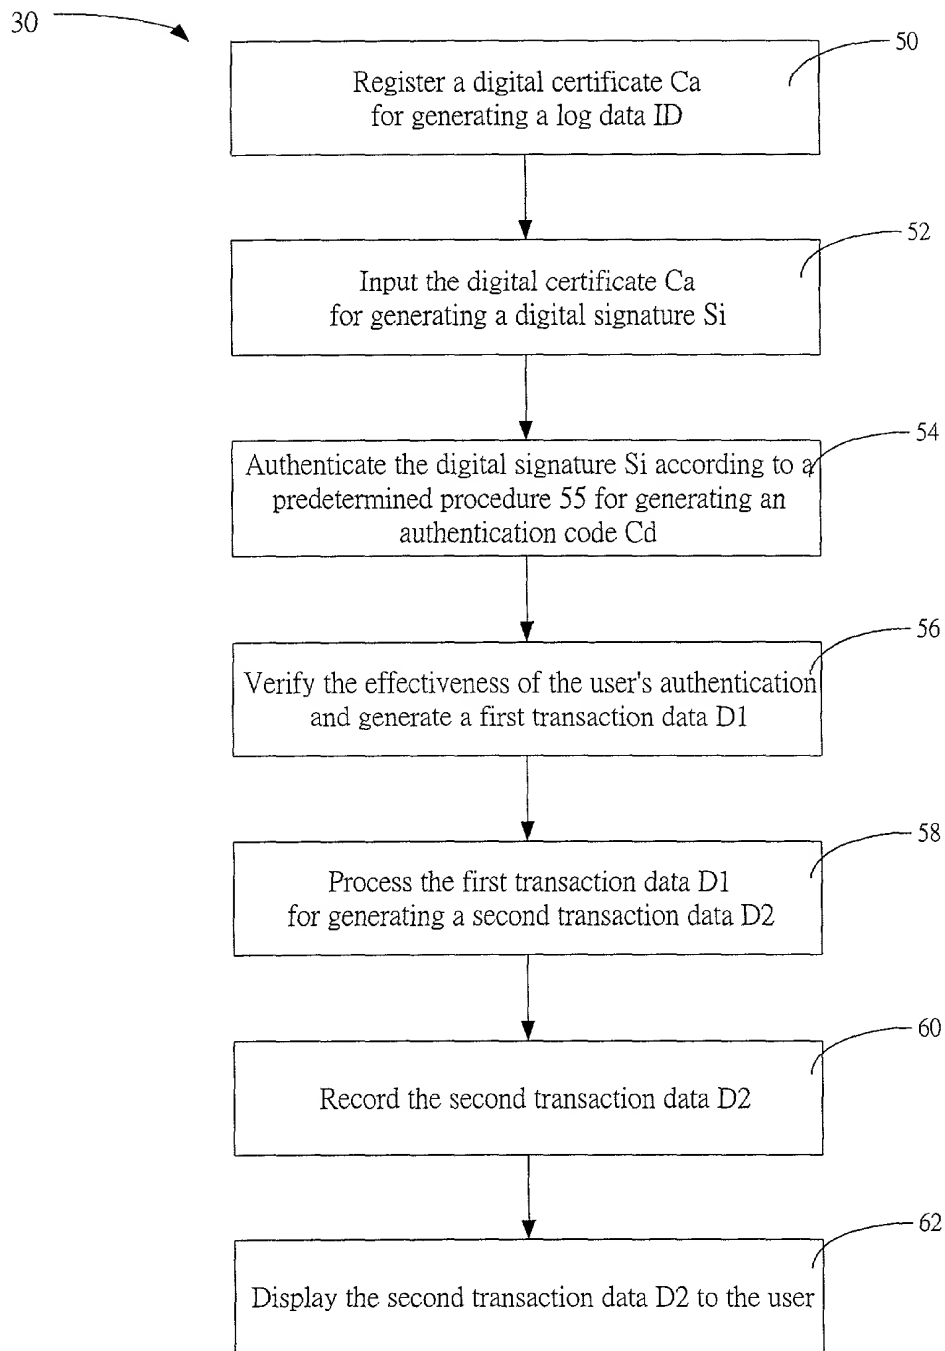 30
50
Register a digital certificate Ca
for generating a log data ID
52
Input the digital certificate Ca
for generating a digital signature Si
54
Authenticate the digital signature Si according to a
predetermined procedure 55 for generating an
authentication code Cd
56
Verify the effectiveness of the user's authentication
and generate a first transaction data D1
58
Process the first transaction data D1
for generating a second transaction data D2
60
Record the second transaction data D2
62
Display the second transaction data D2 to the user